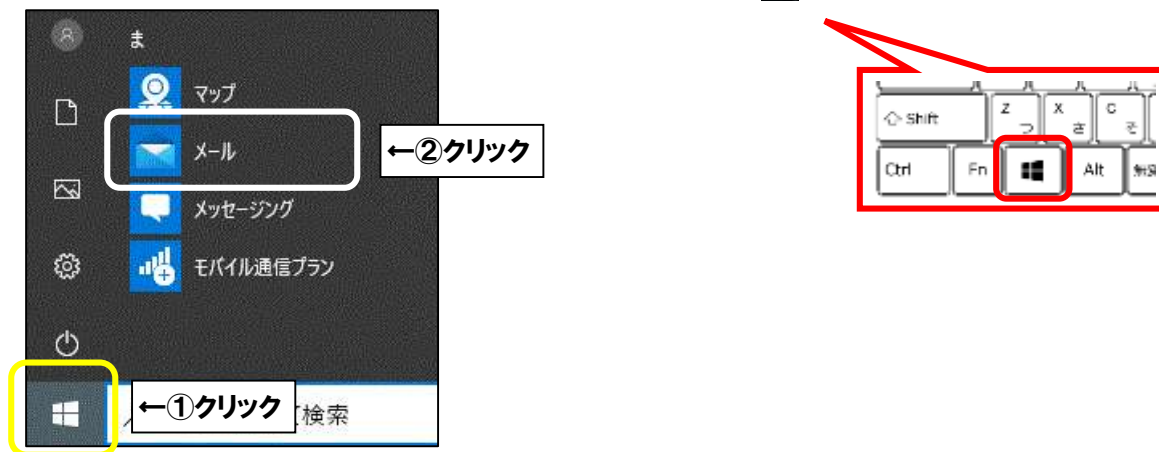 ま
マップ
メール
←②クリック
メッセージング
モバイル通信プラン
←①クリック
検索
Shift
Z
つ
X
さ
C
そ
Ctrl
Fn
Alt